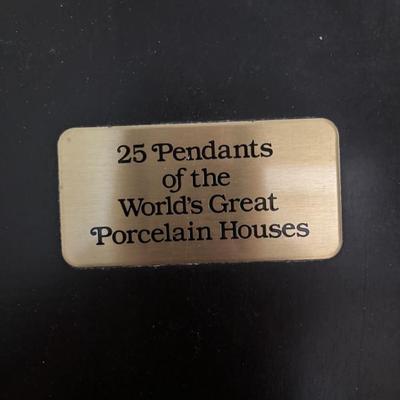 25 Pendants
of the
World's Great
Porcelain Houses